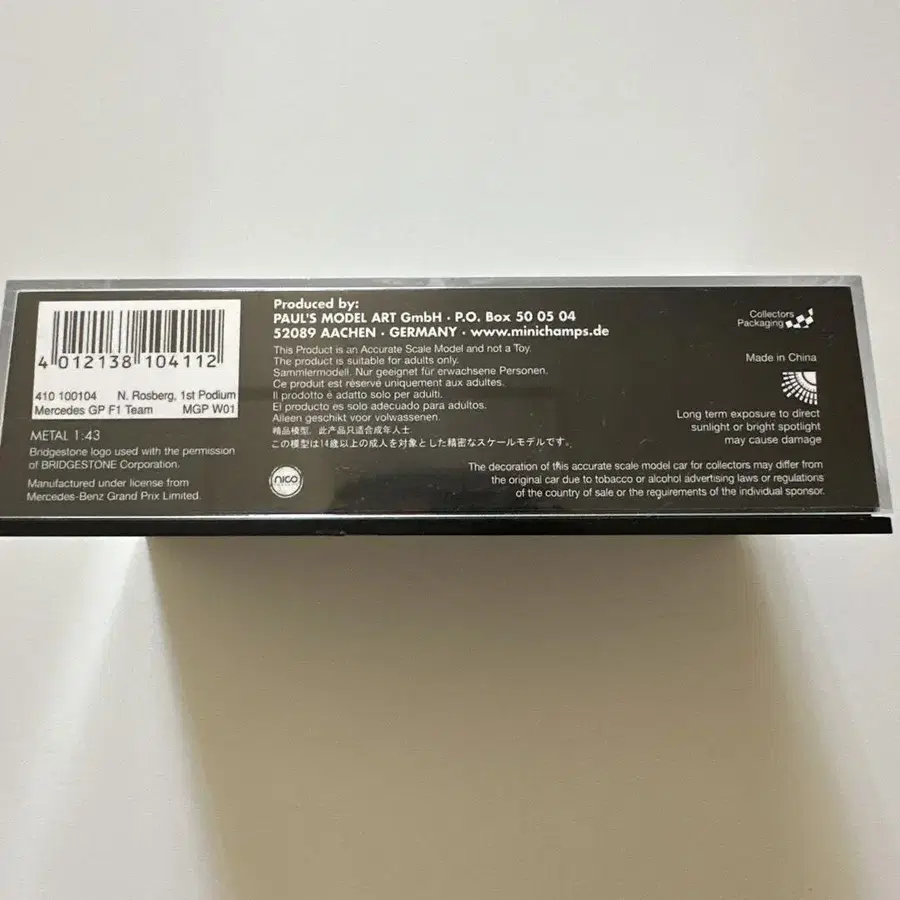 4 012138 104112
410 100104 N. Rosberg, 1st Podium
Mercedes GP F1 Team MGP W01
METAL 1:43
Bridgestone logo used with the permission
of BRIDGESTONE Corporation.
Manufactured under license from
Mercedes-Benz Grand Prix Limited.
Produced by:
PAUL'S MODEL ART GmbH · P.O. Box 50 05 04
52089 AACHEN · GERMANY · www.minichamps.de
This Product is an Accurate Scale Model and not a Toy.
The product is suitable for adults only.
Sammlermodell. Nur geeignet für erwachsene Personen.
Ce produit est réservé uniquement aux adultes.
Il prodotto è adatto solo per adulti.
El producto es solo adecuado para adultos.
Alleen geschikt voor volwassenen.
精品模型，此产品只适合成年人士
この模型は14歳以上の成人を対象とした精密なスケールモデルです。
nico
Collectors
Packaging
Made in China
Long term exposure to direct
sunlight or bright spotlight
may cause damage
The decoration of this accurate scale model car for collectors may differ from
the original car due to tobacco or alcohol advertising laws or regulations
of the country of sale or the requirements of the individual sponsor.